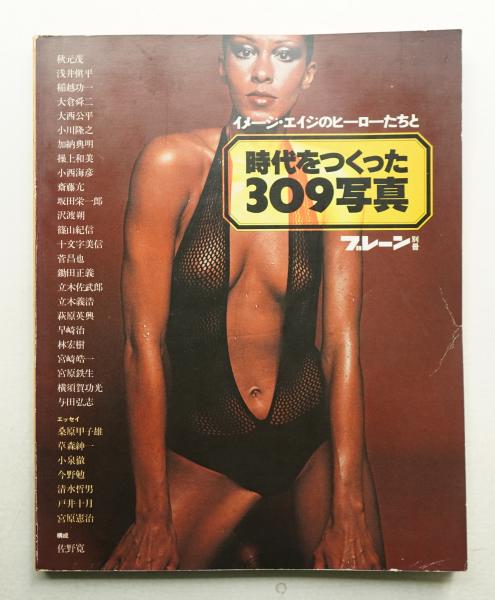 秋元茂
浅井慎平
稲越功一
大倉舜二
大西公平
小川隆之
加納典明
操上和美
小西海彦
斎藤亢
坂田栄一郎
沢渡朔
篠山紀信
十文字美信
菅昌也
鋤田正義
立木佐武郎
立木義浩
萩原英興
早崎治
林宏樹
宮崎皓一
宮原鉄生
横須賀功光
与田弘志
エッセイ
桑原甲子雄
草森紳一
小泉徹
今野勉
清水哲男
戸井十月
宮原憲治
構成
佐野寛
イメージ・エイジのヒーローたちと
時代をつくった
309写真
ブレーン別冊